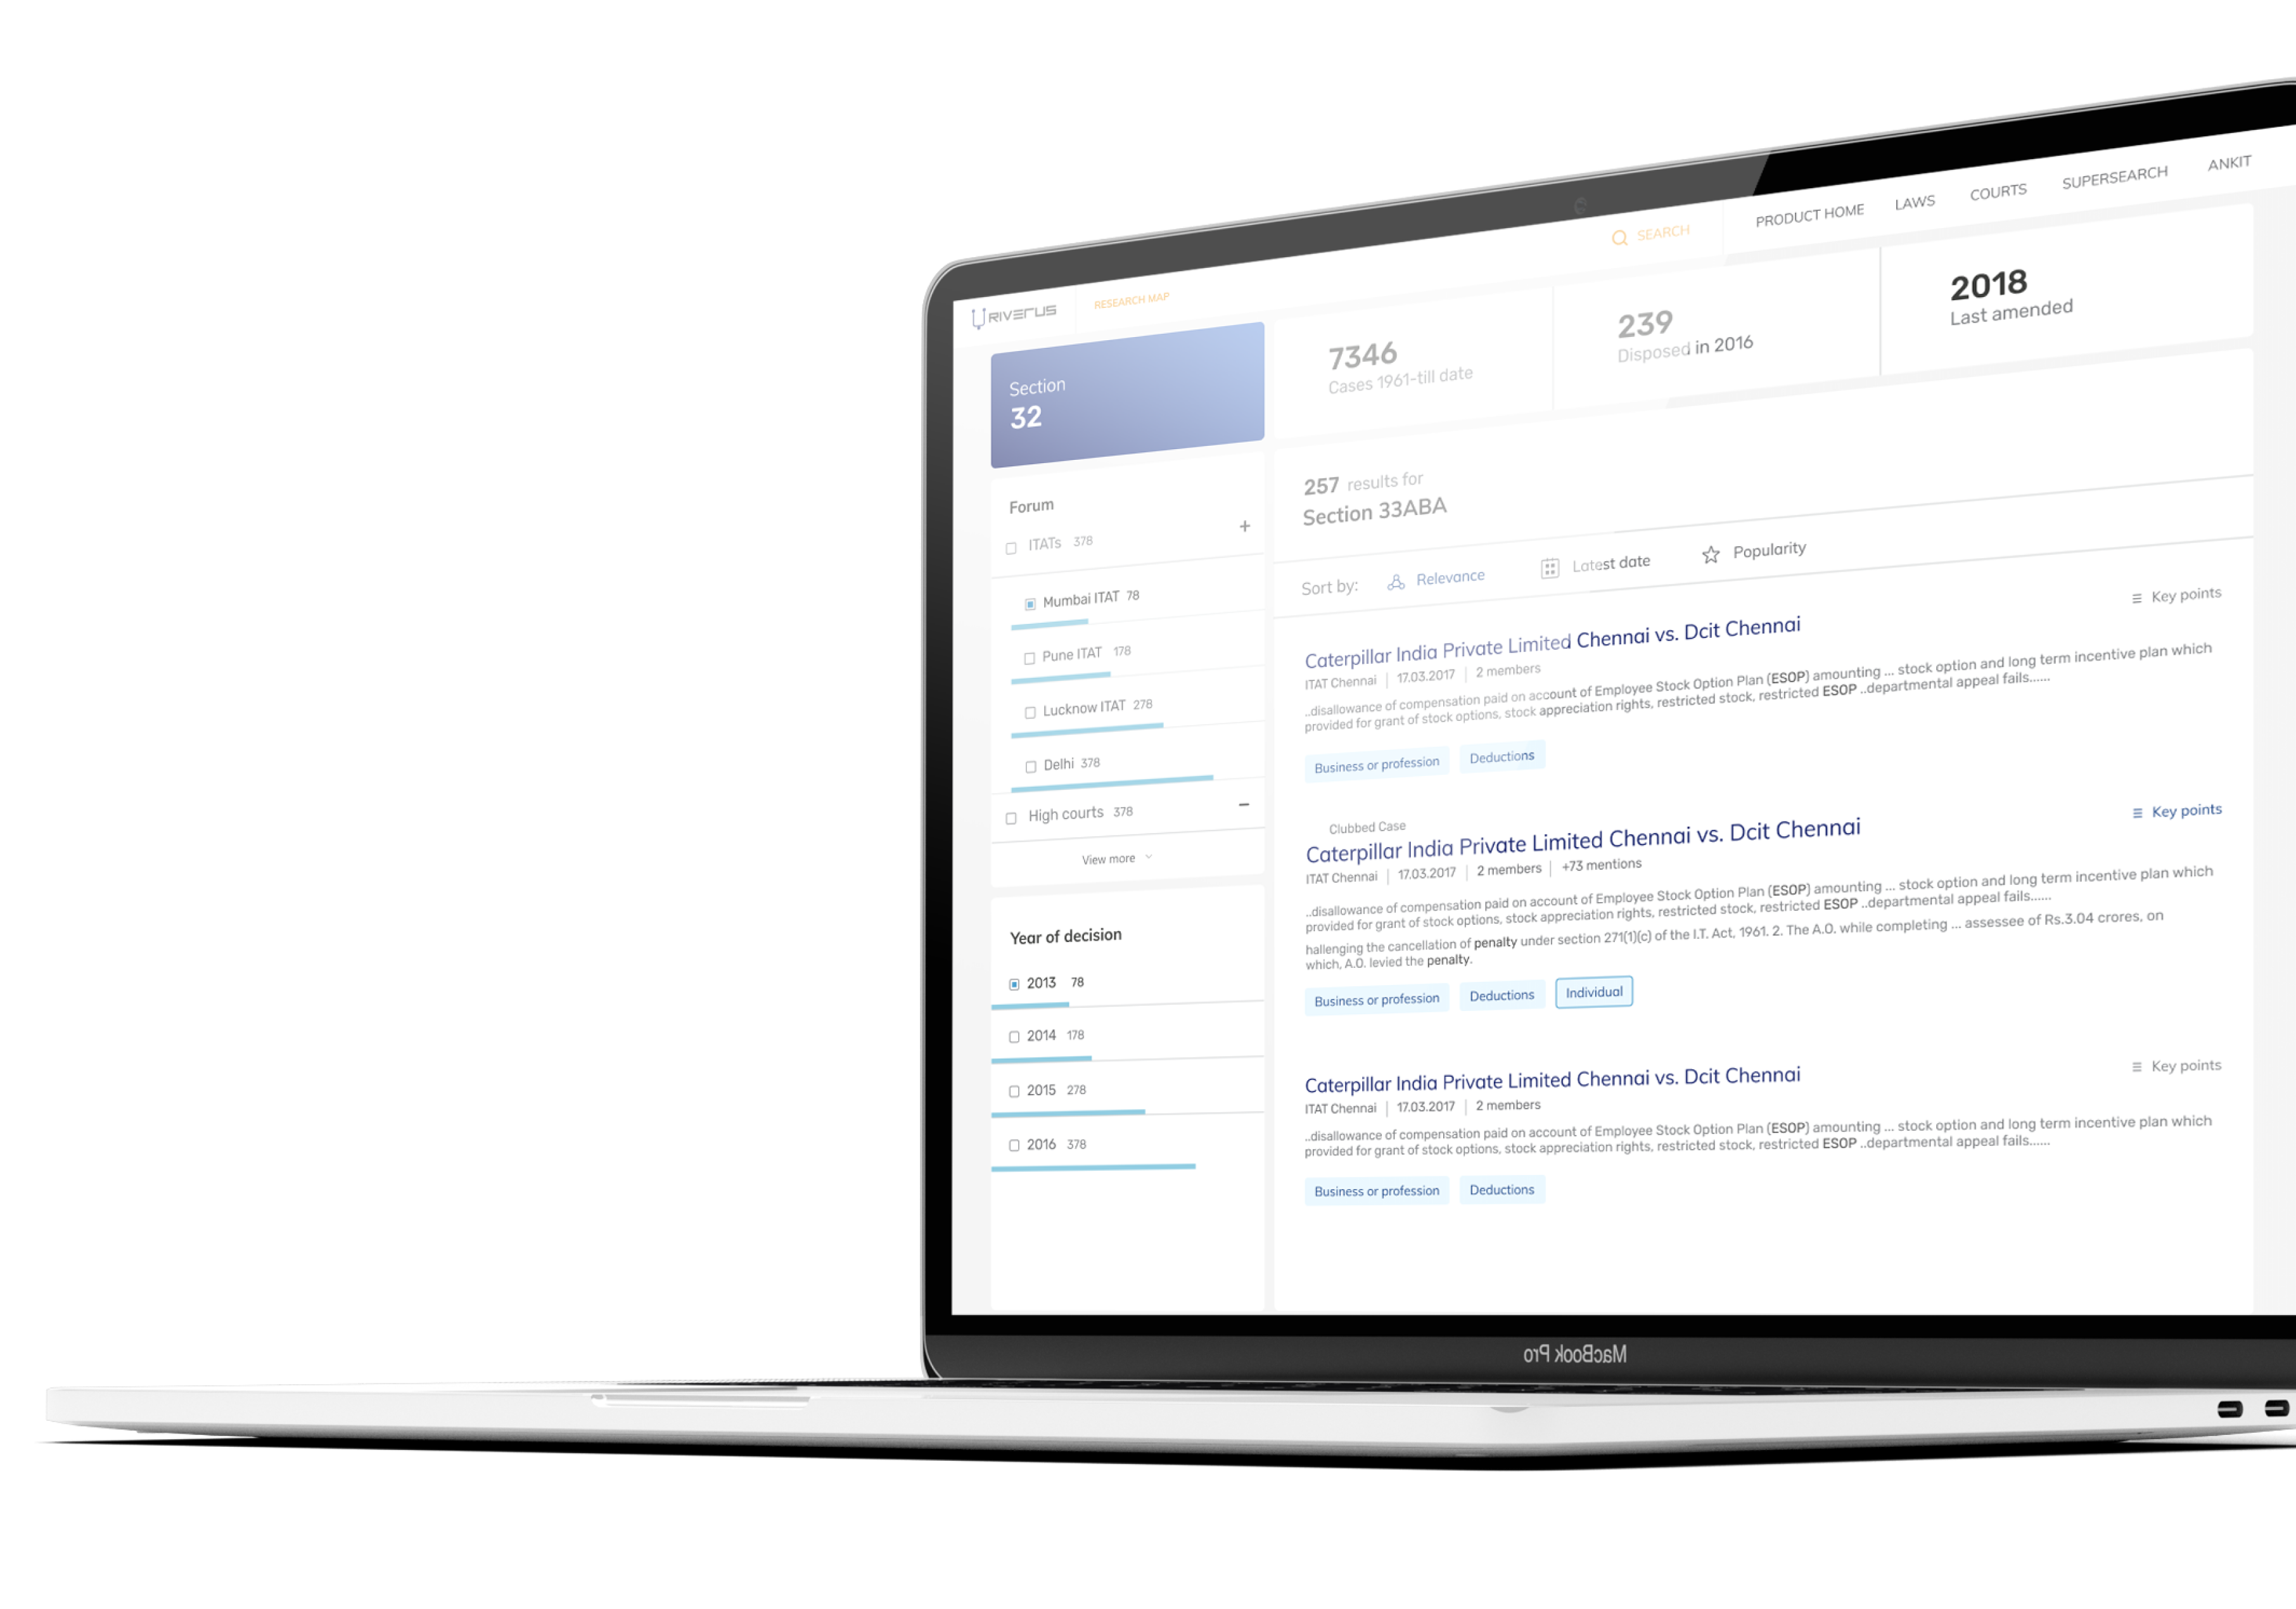 RIVERUS
RESEARCH MAP
SEARCH
PRODUCT HOME
LAWS
COURTS
SUPERSEARCH
ANKIT
Section
32
7346
Cases 1961-till date
239
Disposed in 2016
2018
Last amended
Forum
ITATs 378 +
Mumbai ITAT 78
Pune ITAT 178
Lucknow ITAT 278
Delhi 378
High courts 378 –
View more
Year of decision
2013 78
2014 178
2015 278
2016 378
257 results for
Section 33ABA
Sort by: Relevance Latest date Popularity
Caterpillar India Private Limited Chennai vs. Dcit Chennai
Key points
ITAT Chennai | 17.03.2017 | 2 members
..disallowance of compensation paid on account of Employee Stock Option Plan (ESOP) amounting ... stock option and long term incentive plan which
provided for grant of stock options, stock appreciation rights, restricted stock, restricted ESOP ..departmental appeal fails......
Business or profession Deductions
Clubbed Case
Caterpillar India Private Limited Chennai vs. Dcit Chennai
Key points
ITAT Chennai | 17.03.2017 | 2 members | +73 mentions
..disallowance of compensation paid on account of Employee Stock Option Plan (ESOP) amounting ... stock option and long term incentive plan which
provided for grant of stock options, stock appreciation rights, restricted stock, restricted ESOP ..departmental appeal fails......
hallenging the cancellation of penalty under section 271(1)(c) of the I.T. Act, 1961. 2. The A.O. while completing ... assessee of Rs.3.04 crores, on
which, A.O. levied the penalty.
Business or profession Deductions Individual
Caterpillar India Private Limited Chennai vs. Dcit Chennai
Key points
ITAT Chennai | 17.03.2017 | 2 members
..disallowance of compensation paid on account of Employee Stock Option Plan (ESOP) amounting ... stock option and long term incentive plan which
provided for grant of stock options, stock appreciation rights, restricted stock, restricted ESOP ..departmental appeal fails......
Business or profession Deductions
MacBook Pro